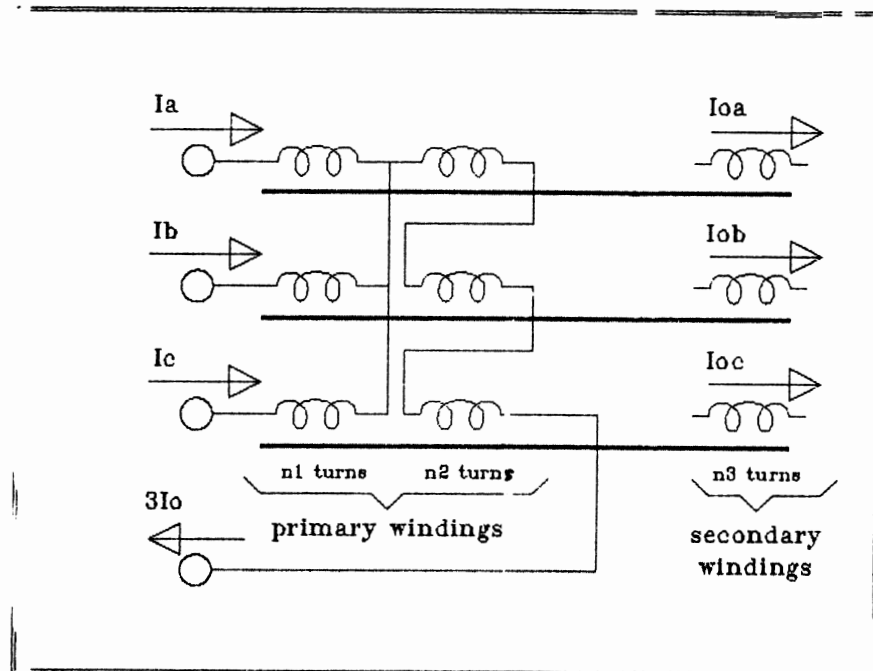 Ia
Ioa
Ib
Iob
Ic
Ioc
n1 turns
n2 turns
n3 turns
3Io
primary windings
secondary
windings